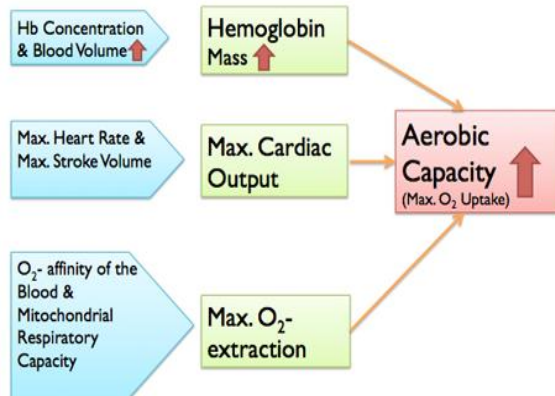 Hb Concentration
& Blood Volume
Hemoglobin
Mass
Max. Heart Rate &
Max. Stroke Volume
Max. Cardiac
Output
Aerobic
Capacity
(Max. O₂ Uptake)
O₂- affinity of the
Blood &
Mitochondrial
Respiratory
Capacity
Max. O₂-
extraction